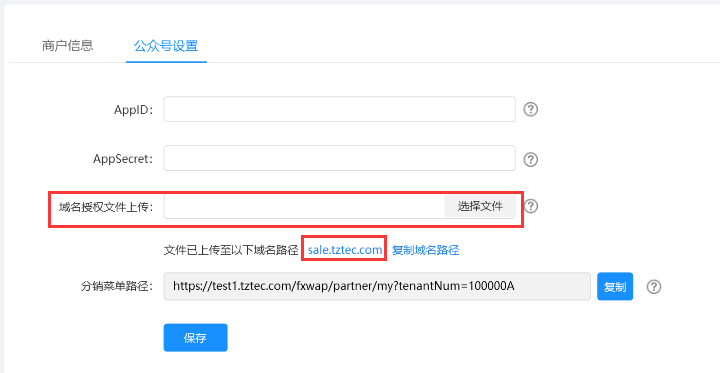 商户信息 公众号设置
AppID：
AppSecret：
域名授权文件上传： 选择文件
文件已上传至以下域名路径 sale.tztec.com 复制域名路径
分销菜单路径： https://test1.tztec.com/fxwap/partner/my?tenantNum=100000A 复制
保存